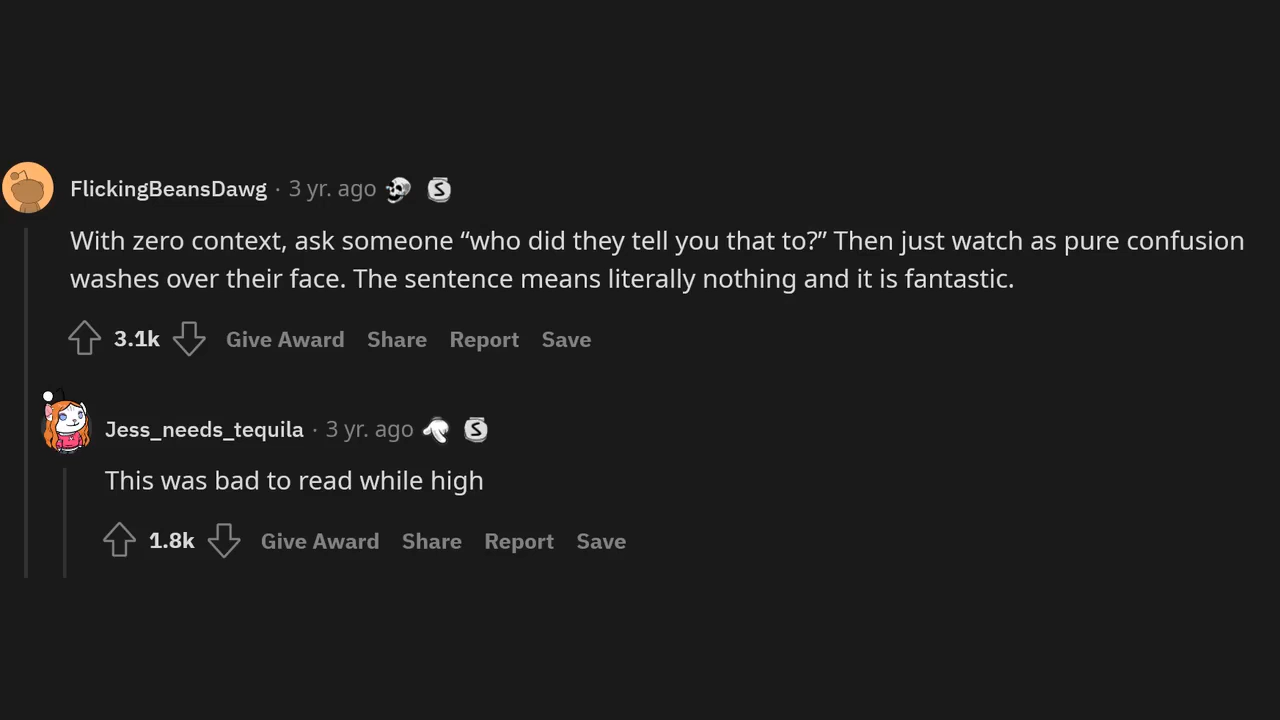 FlickingBeansDawg · 3 yr. ago
With zero context, ask someone “who did they tell you that to?” Then just watch as pure confusion
washes over their face. The sentence means literally nothing and it is fantastic.
3.1k Give Award Share Report Save
Jess_needs_tequila · 3 yr. ago
This was bad to read while high
1.8k Give Award Share Report Save